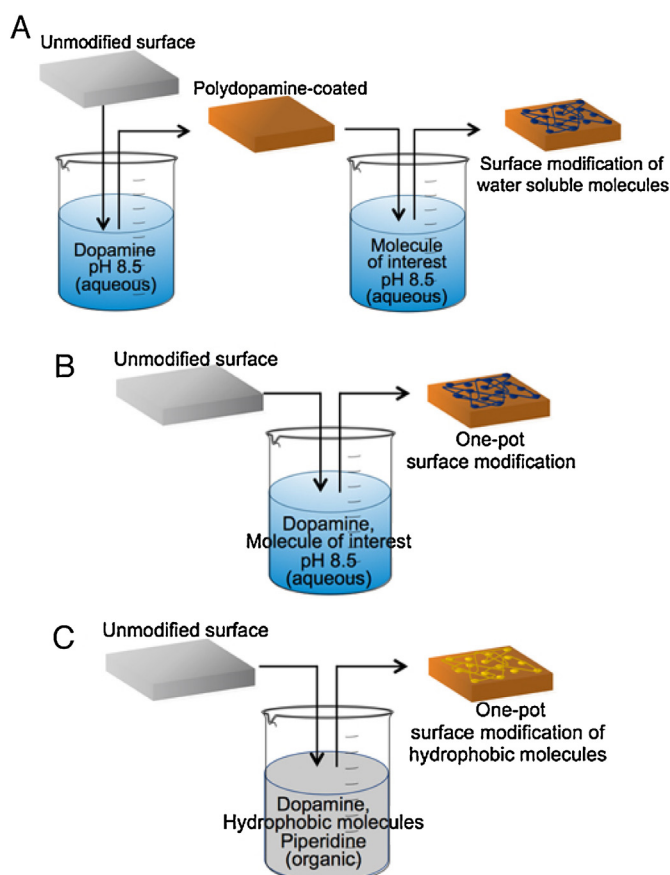 A
Unmodified surface
Polydopamine-coated
Dopamine
pH 8.5
(aqueous)
Molecule
of interest
pH 8.5
(aqueous)
Surface modification of
water soluble molecules
B
Unmodified surface
Dopamine,
Molecule of interest
pH 8.5
(aqueous)
One-pot
surface modification
C
Unmodified surface
Dopamine,
Hydrophobic molecules
Piperidine
(organic)
One-pot
surface modification of
hydrophobic molecules